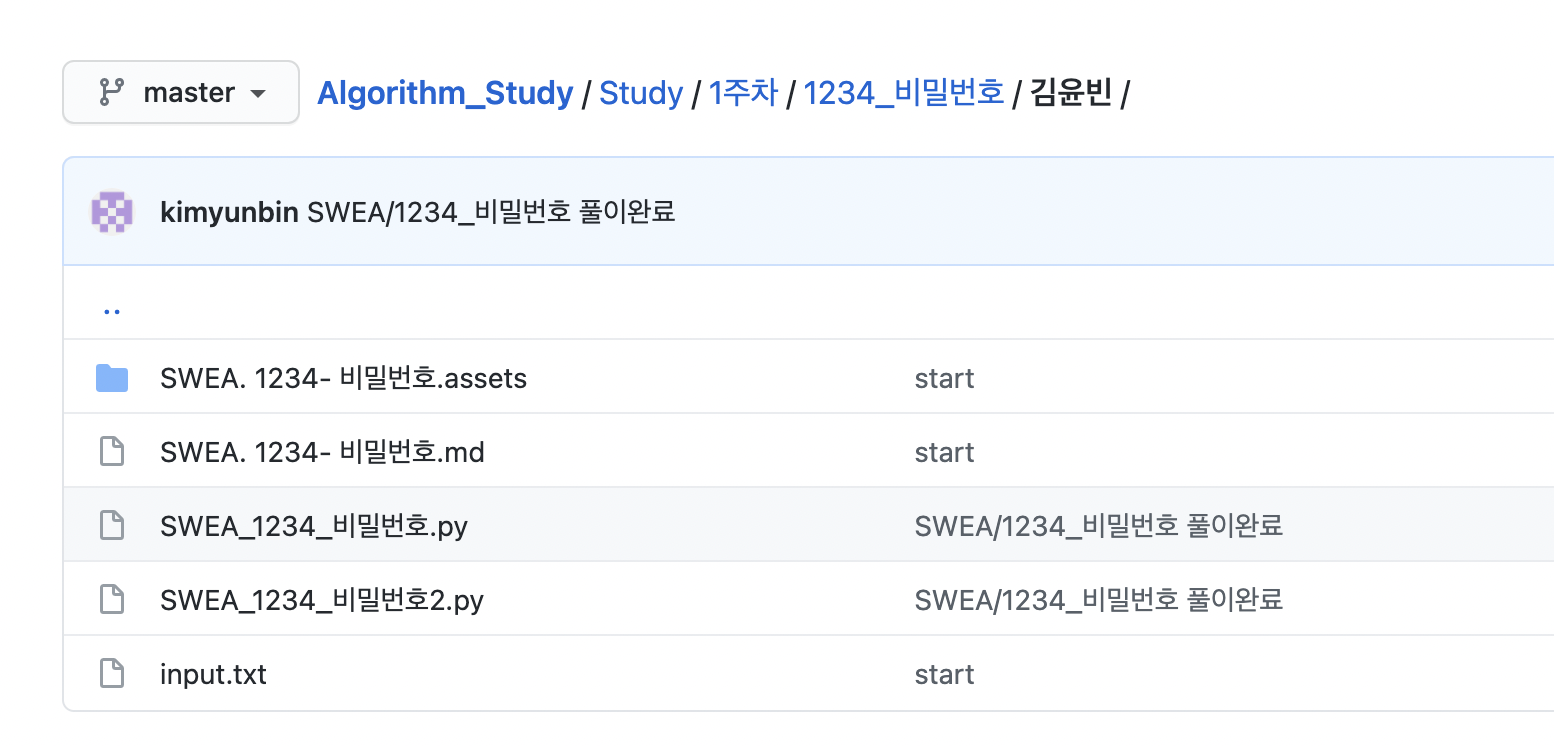 master Algorithm_Study / Study / 1주차 / 1234_비밀번호 / 김윤빈 /
kimyunbin SWEA/1234_비밀번호 풀이완료
..
SWEA. 1234- 비밀번호.assets start
SWEA. 1234- 비밀번호.md start
SWEA_1234_비밀번호.py SWEA/1234_비밀번호 풀이완료
SWEA_1234_비밀번호2.py SWEA/1234_비밀번호 풀이완료
input.txt start